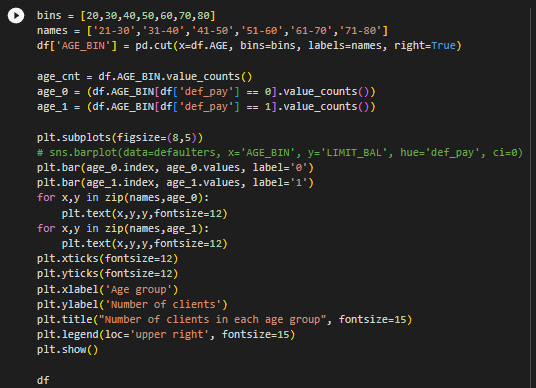 bins = [20,30,40,50,60,70,80]
names = ['21-30','31-40','41-50','51-60','61-70','71-80']
df['AGE_BIN'] = pd.cut(x=df.AGE, bins=bins, labels=names, right=True)
age_cnt = df.AGE_BIN.value_counts()
age_0 = (df.AGE_BIN[df['def_pay'] == 0].value_counts())
age_1 = (df.AGE_BIN[df['def_pay'] == 1].value_counts())
plt.subplots(figsize=(8,5))
# sns.barplot(data=defaulters, x='AGE_BIN', y='LIMIT_BAL', hue='def_pay', ci=0)
plt.bar(age_0.index, age_0.values, label='0')
plt.bar(age_1.index, age_1.values, label='1')
for x,y in zip(names,age_0):
    plt.text(x,y,y,fontsize=12)
for x,y in zip(names,age_1):
    plt.text(x,y,y,fontsize=12)
plt.xticks(fontsize=12)
plt.yticks(fontsize=12)
plt.xlabel('Age group')
plt.ylabel('Number of clients')
plt.title("Number of clients in each age group", fontsize=15)
plt.legend(loc='upper right', fontsize=15)
plt.show()
df